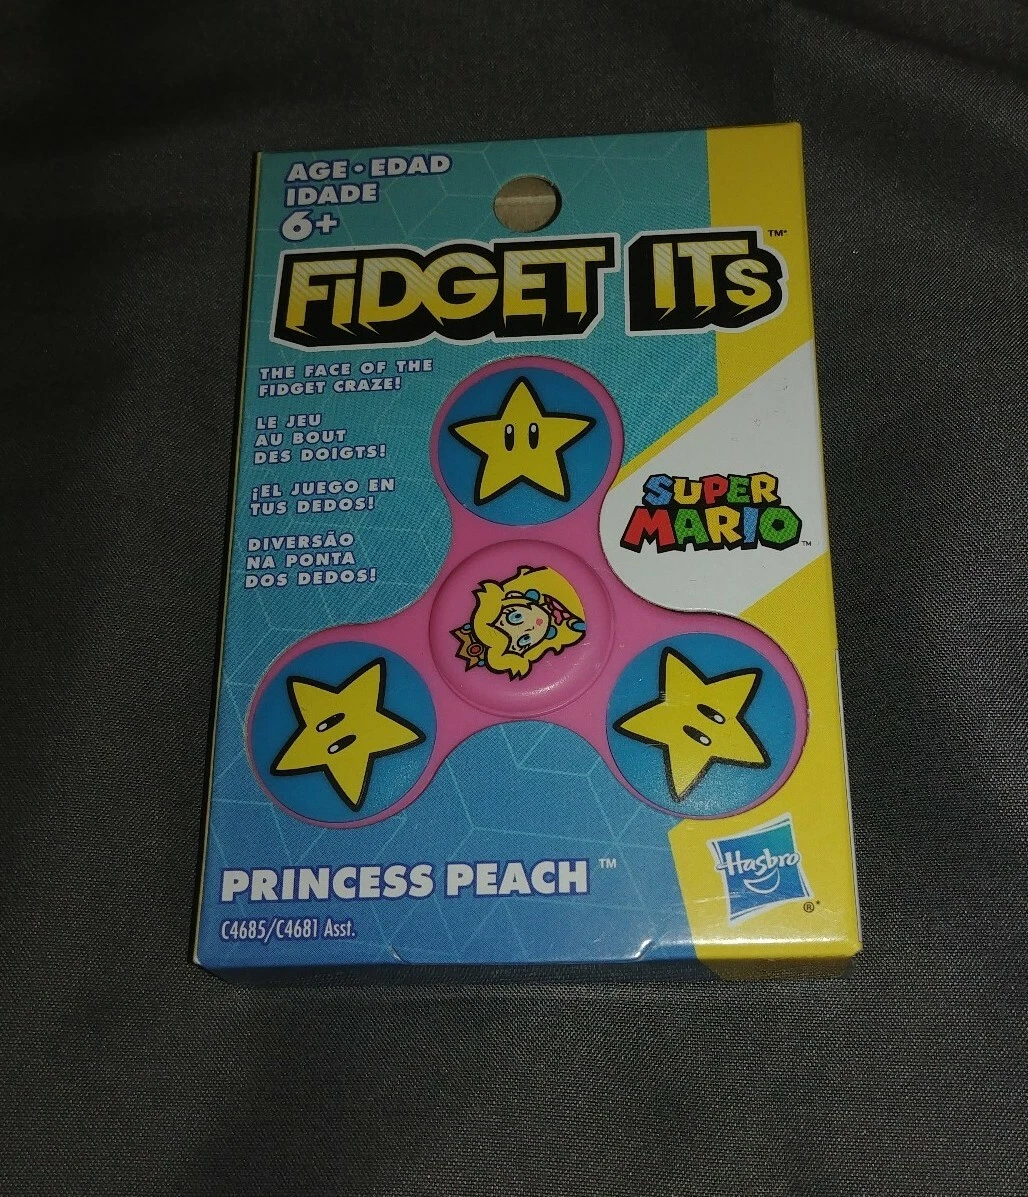 AGE • EDAD
IDADE
6+
FiDGET ITs™*
THE FACE OF THE
FIDGET CRAZE!
LE JEU
AU BOUT
DES DOIGTS!
¡EL JUEGO EN
TUS DEDOS!
DIVERSÃO
NA PONTA
DOS DEDOS!
SUPER
MARIO™
PRINCESS PEACH™
C4685/C4681 Asst.
Hasbro
®*